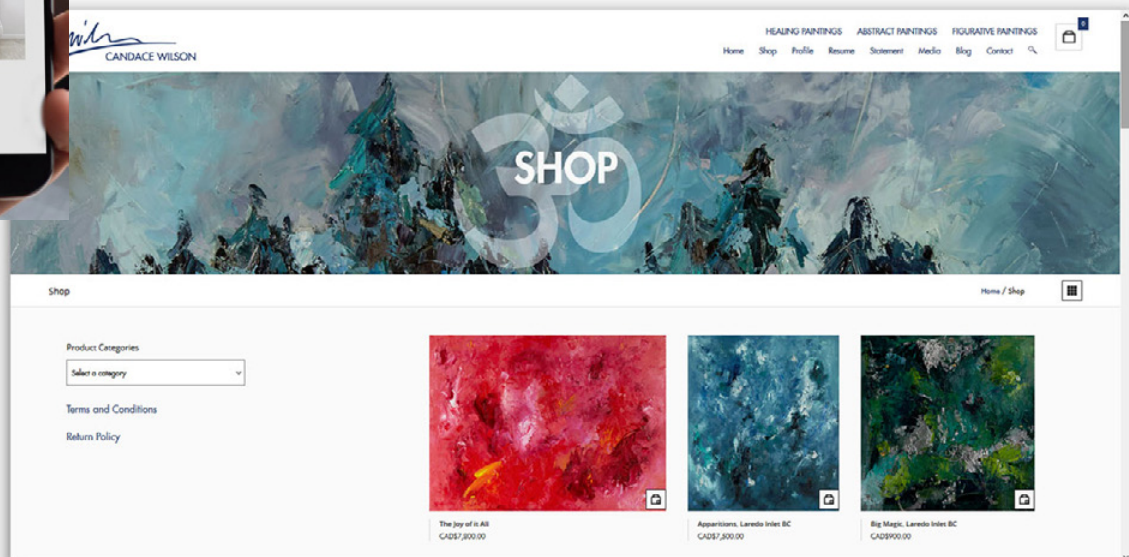 CANDACE WILSON
HEALING PAINTINGS ABSTRACT PAINTINGS FIGURATIVE PAINTINGS
0
Home Shop Profile Resume Statement Media Blog Contact
ॐ
SHOP
Shop
Home / Shop
Product Categories
Select a category
Terms and Conditions
Return Policy
The Joy of it All
CAD$7,800.00
Apparitions, Laredo Inlet BC
CAD$7,500.00
Big Magic, Laredo Inlet BC
CAD$900.00